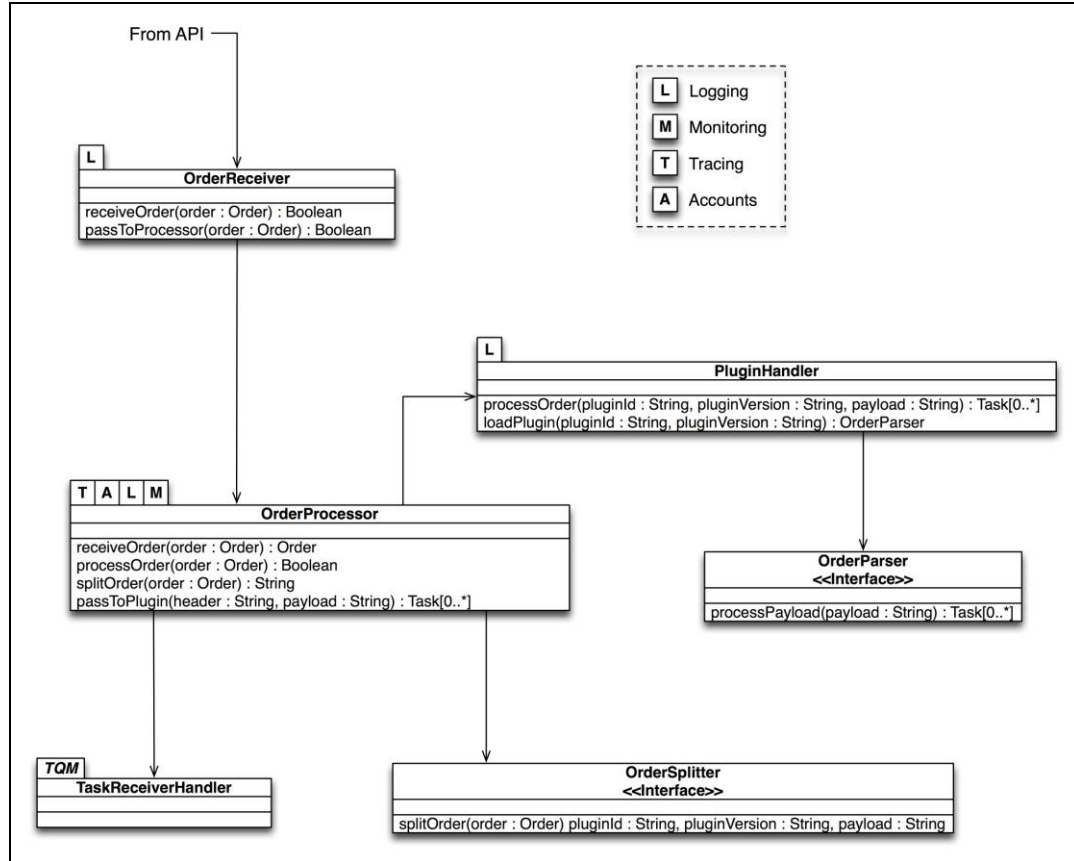 From API
L Logging
M Monitoring
T Tracing
A Accounts
L
OrderReceiver
receiveOrder(order : Order) : Boolean
passToProcessor(order : Order) : Boolean
L
PluginHandler
processOrder(pluginId : String, pluginVersion : String, payload : String) : Task[0..*]
loadPlugin(pluginId : String, pluginVersion : String) : OrderParser
T A L M
OrderProcessor
receiveOrder(order : Order) : Order
processOrder(order : Order) : Boolean
splitOrder(order : Order) : String
passToPlugin(header : String, payload : String) : Task[0..*]
OrderParser
<<Interface>>
processPayload(payload : String) : Task[0..*]
TQM
TaskReceiverHandler
OrderSplitter
<<Interface>>
splitOrder(order : Order) pluginId : String, pluginVersion : String, payload : String